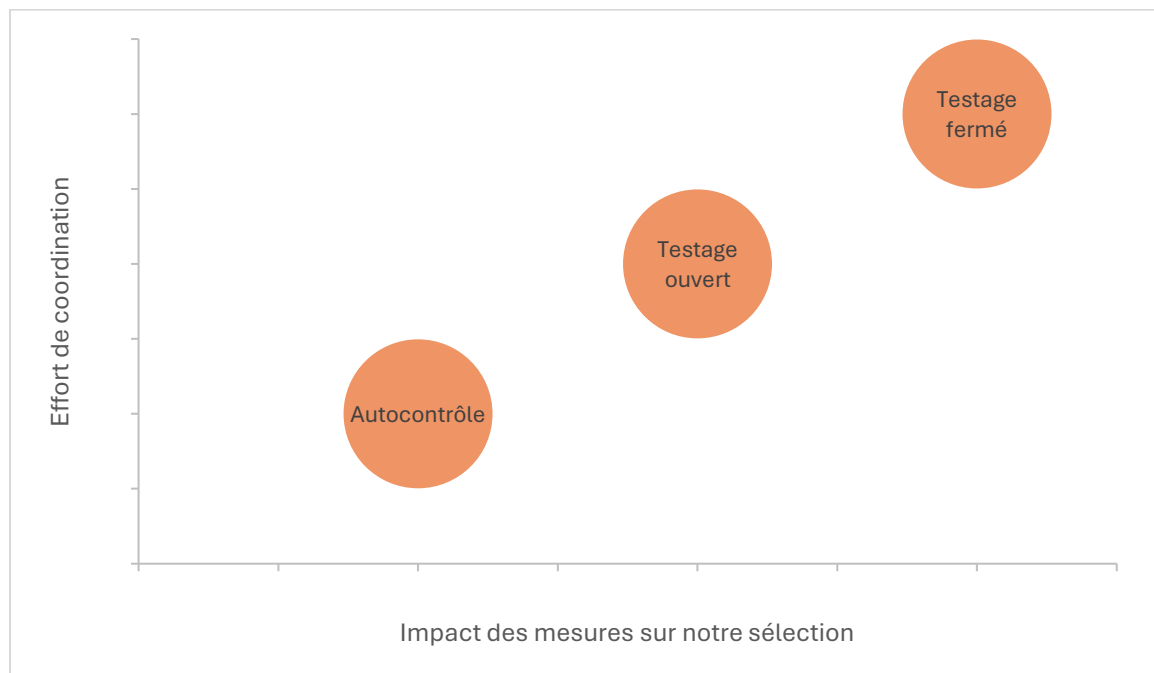 Testage
fermé
Testage
ouvert
Autocontrôle
Effort de coordination
Impact des mesures sur notre sélection